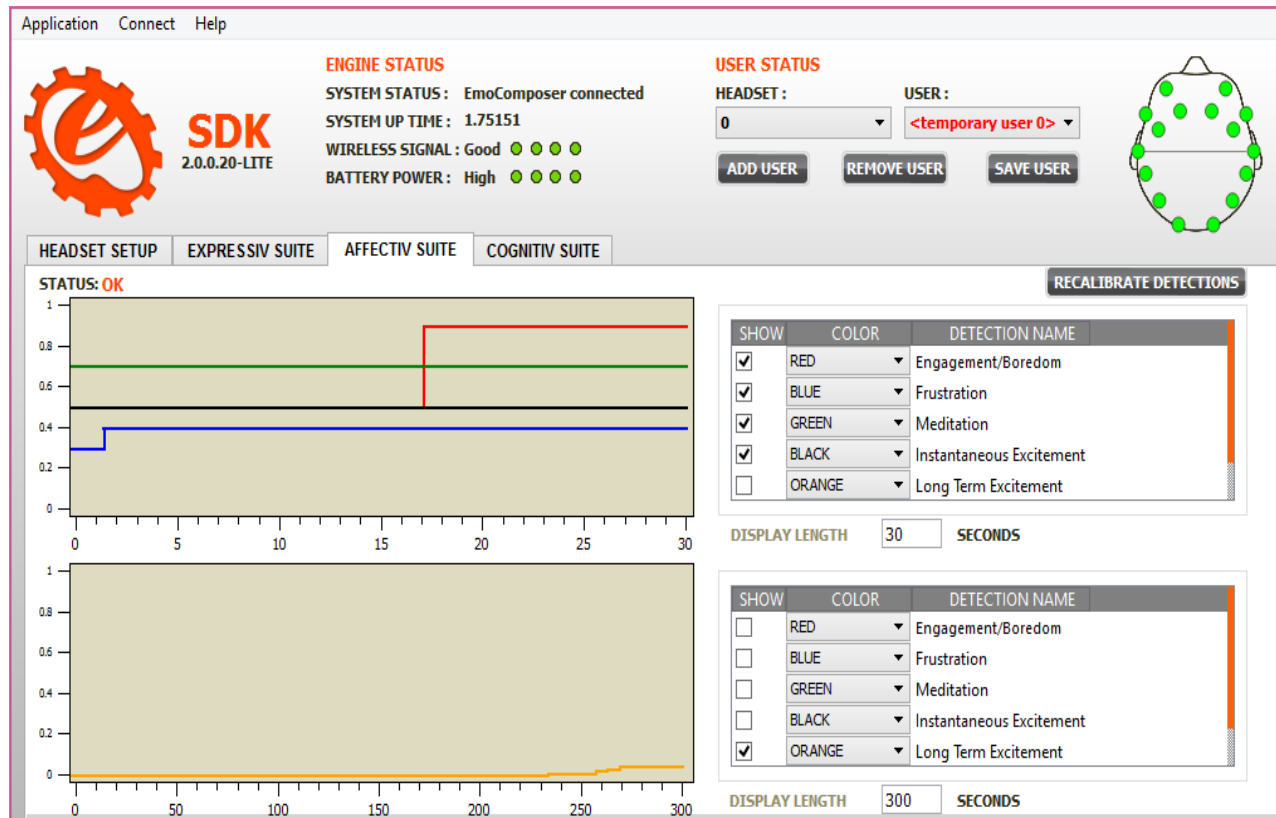 Application Connect Help
SDK
2.0.0.20-LITE
ENGINE STATUS
SYSTEM STATUS : EmoComposer connected
SYSTEM UP TIME : 1.75151
WIRELESS SIGNAL : Good
BATTERY POWER : High
USER STATUS
HEADSET : USER :
0 <temporary user 0>
ADD USER REMOVE USER SAVE USER
HEADSET SETUP EXPRESSIV SUITE AFFECTIV SUITE COGNITIV SUITE
STATUS: OK
RECALIBRATE DETECTIONS
1
0.8
0.6
0.4
0.2
0
0 5 10 15 20 25 30
SHOW COLOR DETECTION NAME
RED Engagement/Boredom
BLUE Frustration
GREEN Meditation
BLACK Instantaneous Excitement
ORANGE Long Term Excitement
DISPLAY LENGTH 30 SECONDS
1
0.8
0.6
0.4
0.2
0
0 50 100 150 200 250 300
SHOW COLOR DETECTION NAME
RED Engagement/Boredom
BLUE Frustration
GREEN Meditation
BLACK Instantaneous Excitement
ORANGE Long Term Excitement
DISPLAY LENGTH 300 SECONDS